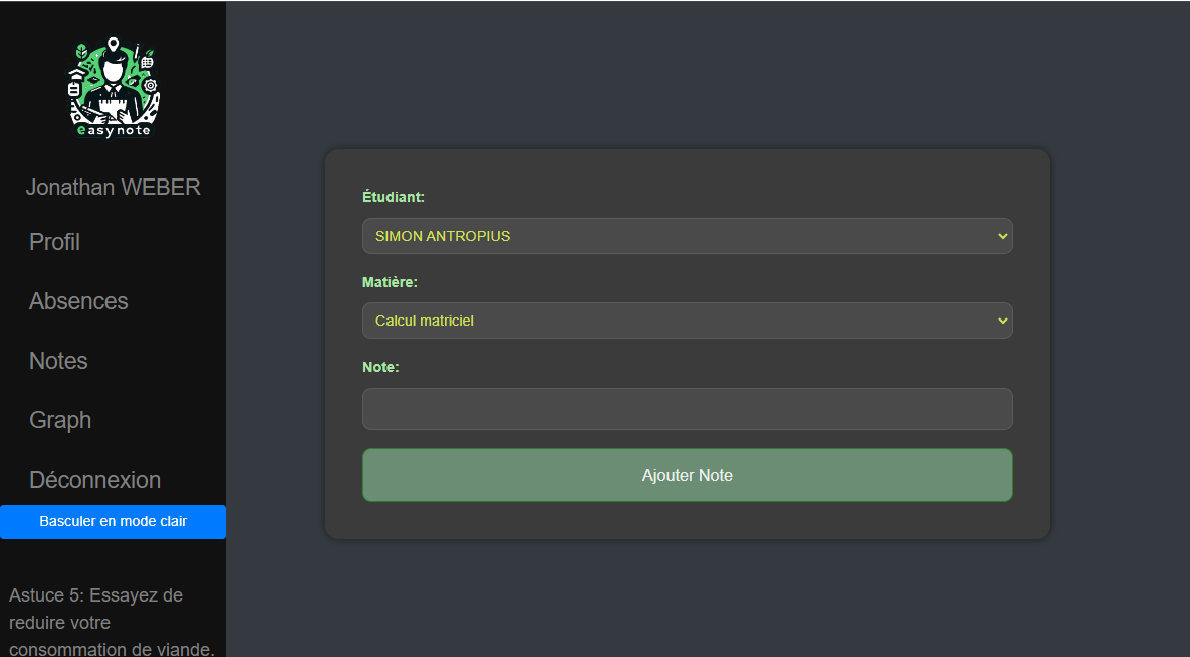 easynote
Jonathan WEBER
Profil
Absences
Notes
Graph
Déconnexion
Basculer en mode clair
Astuce 5: Essayez de
reduire votre
consommation de viande.
Étudiant:
SIMON ANTROPIUS
Matière:
Calcul matriciel
Note:
Ajouter Note